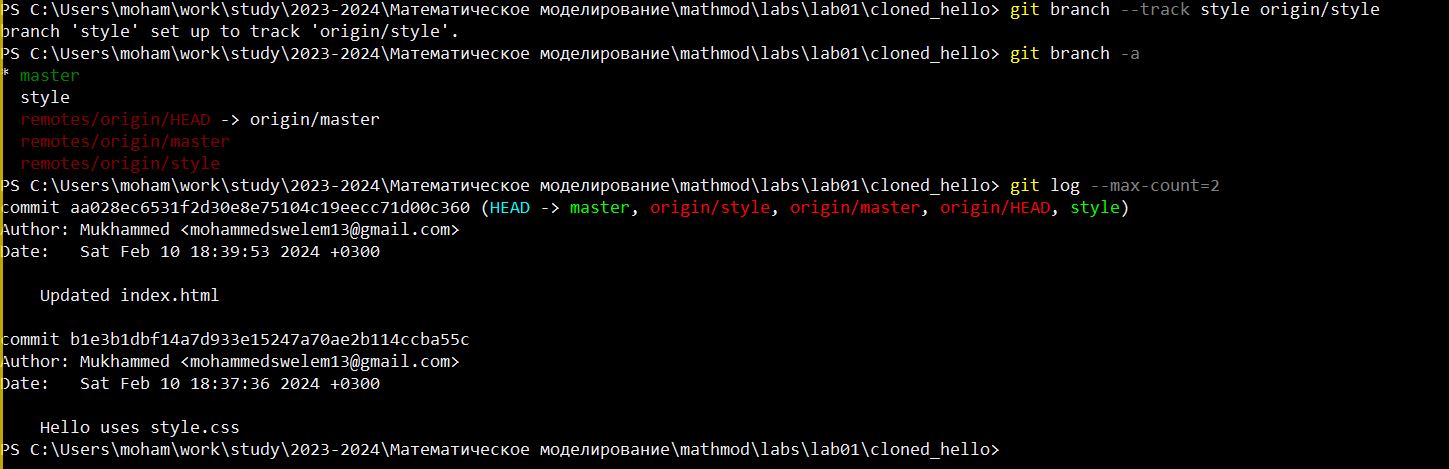 PS C:\Users\moham\work\study\2023-2024\Математическое моделирование\mathmod\labs\lab01\cloned_hello> git branch --track style origin/style
branch 'style' set up to track 'origin/style'.
PS C:\Users\moham\work\study\2023-2024\Математическое моделирование\mathmod\labs\lab01\cloned_hello> git branch -a
* master
  style
  remotes/origin/HEAD -> origin/master
  remotes/origin/master
  remotes/origin/style
PS C:\Users\moham\work\study\2023-2024\Математическое моделирование\mathmod\labs\lab01\cloned_hello> git log --max-count=2
commit aa028ec6531f2d30e8e75104c19eecc71d00c360 (HEAD -> master, origin/style, origin/master, origin/HEAD, style)
Author: Mukhammed <mohammedswelem13@gmail.com>
Date:   Sat Feb 10 18:39:53 2024 +0300

    Updated index.html

commit b1e3b1dbf14a7d933e15247a70ae2b114ccba55c
Author: Mukhammed <mohammedswelem13@gmail.com>
Date:   Sat Feb 10 18:37:36 2024 +0300

    Hello uses style.css
PS C:\Users\moham\work\study\2023-2024\Математическое моделирование\mathmod\labs\lab01\cloned_hello>